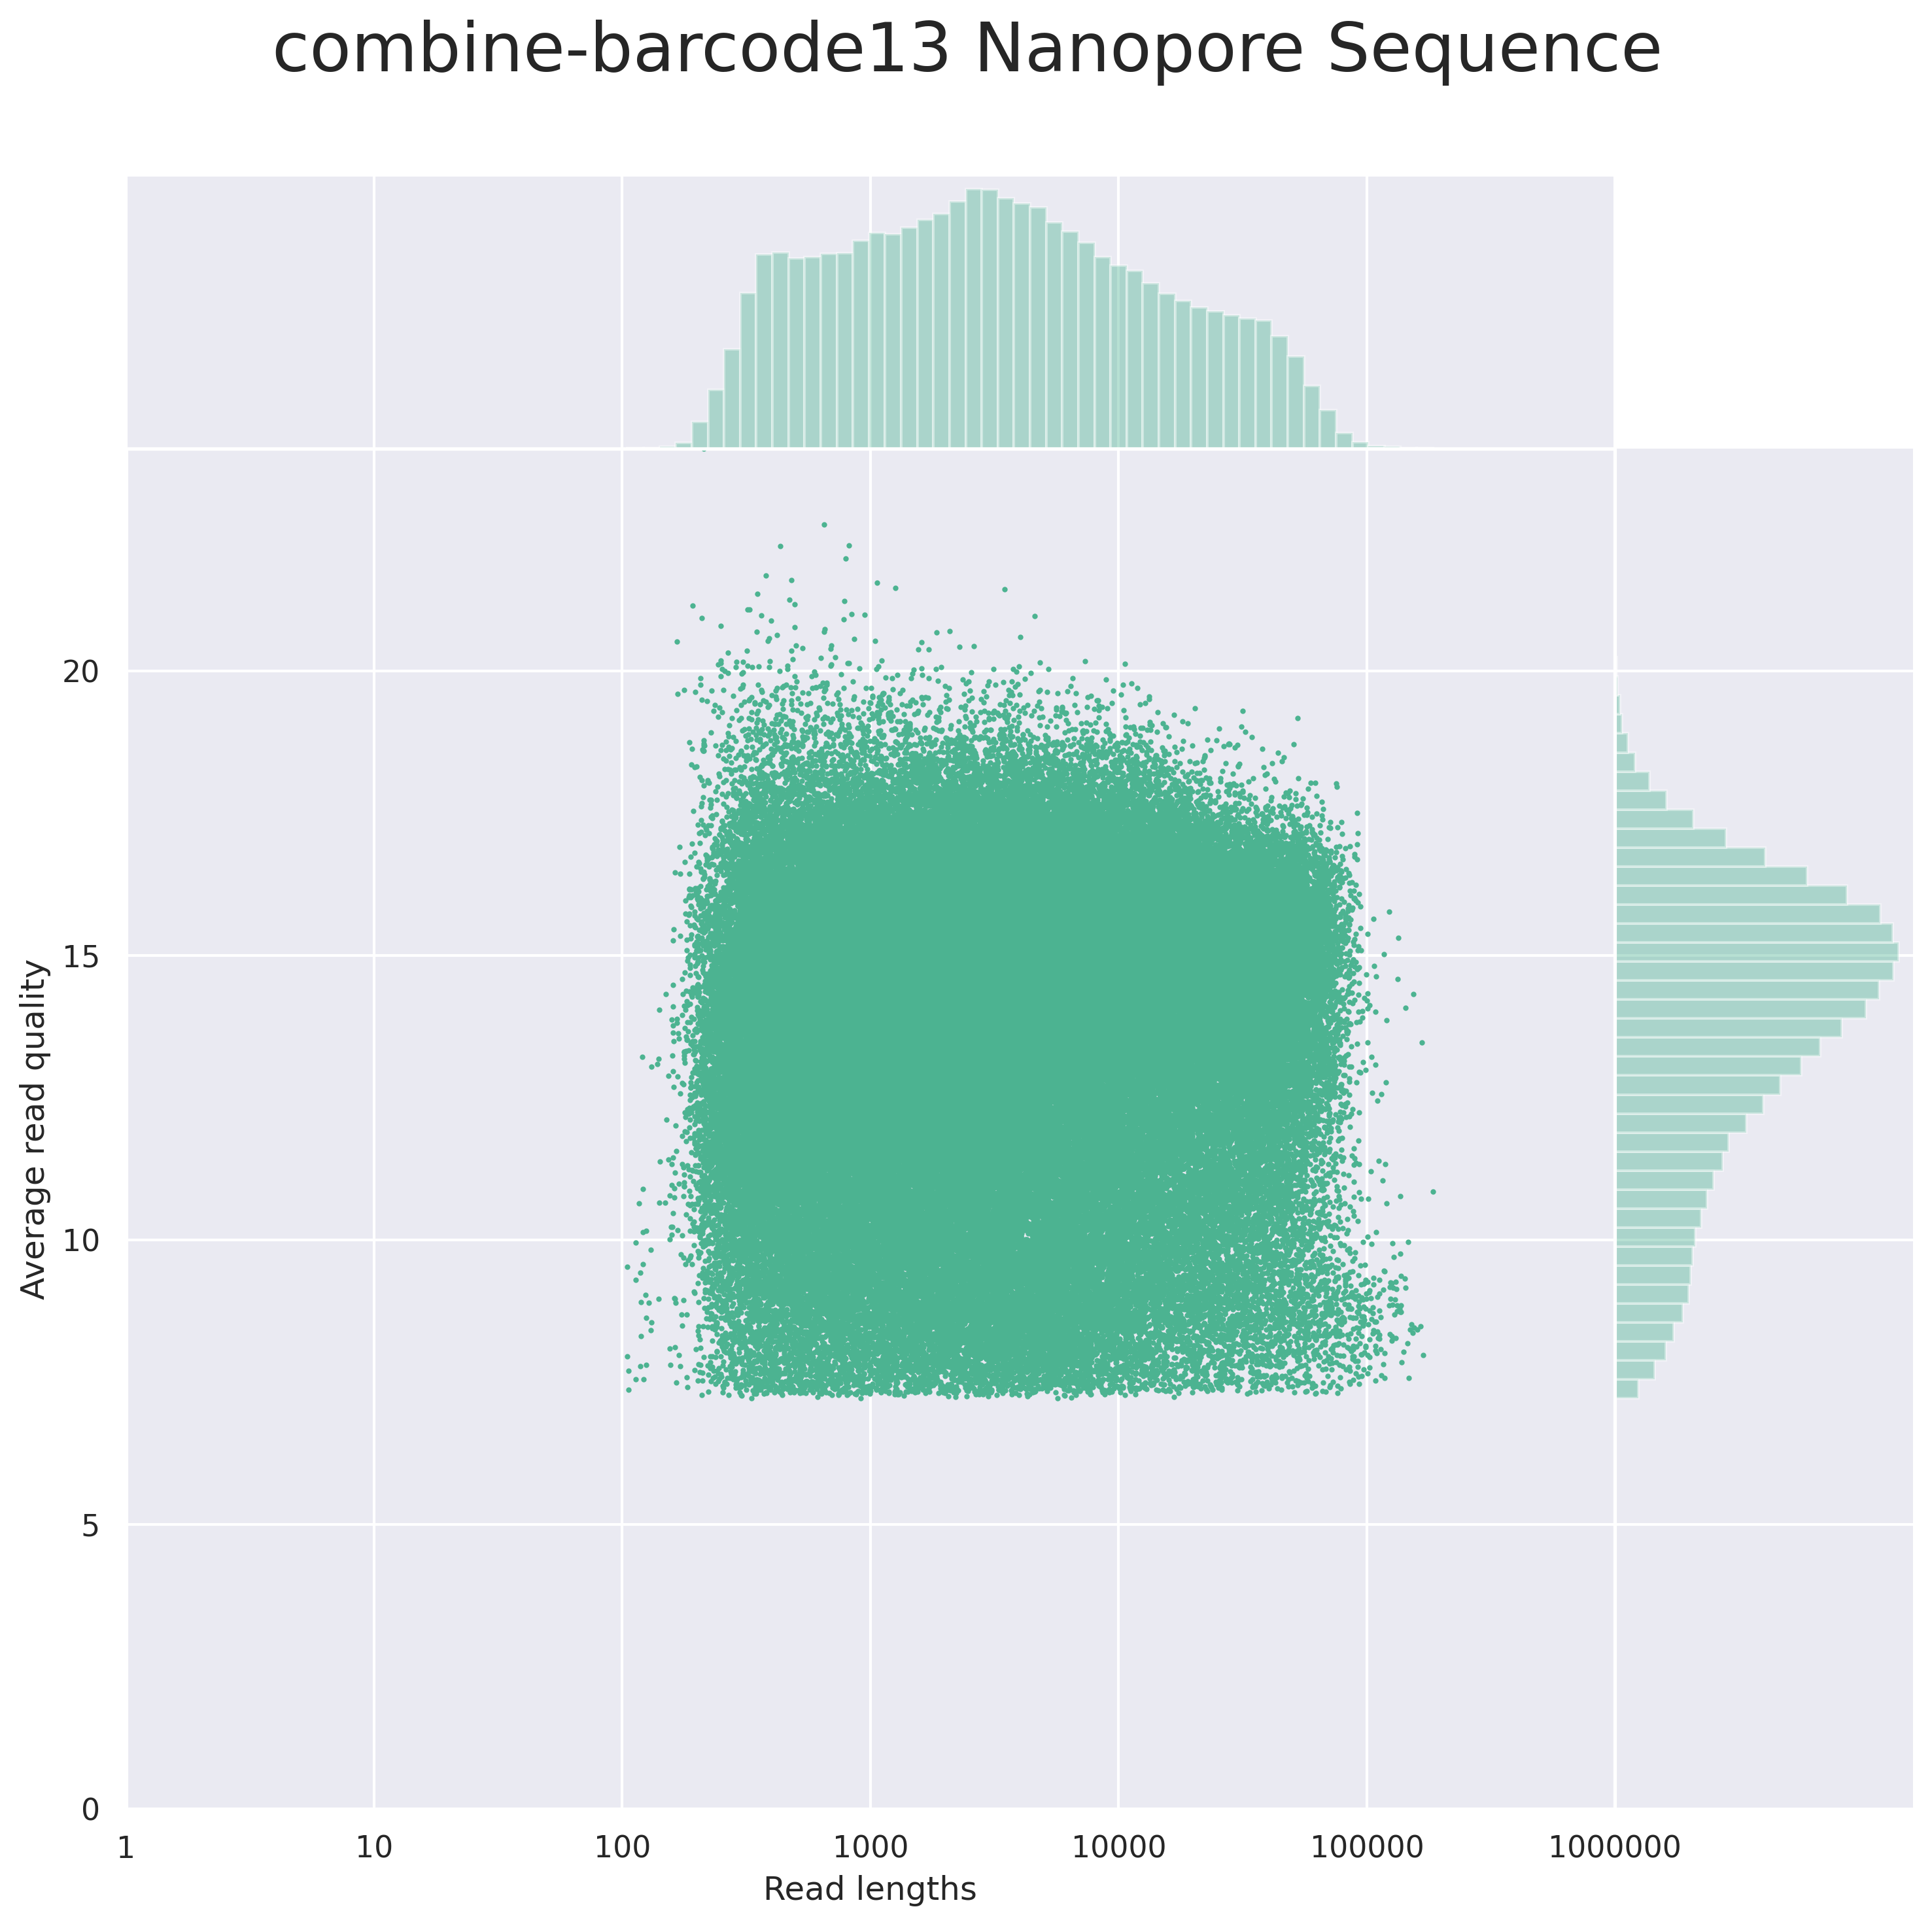 combine-barcode13 Nanopore Sequence
Average read quality
20
15
10
5
0
1 10 100 1000 10000 100000 1000000
Read lengths